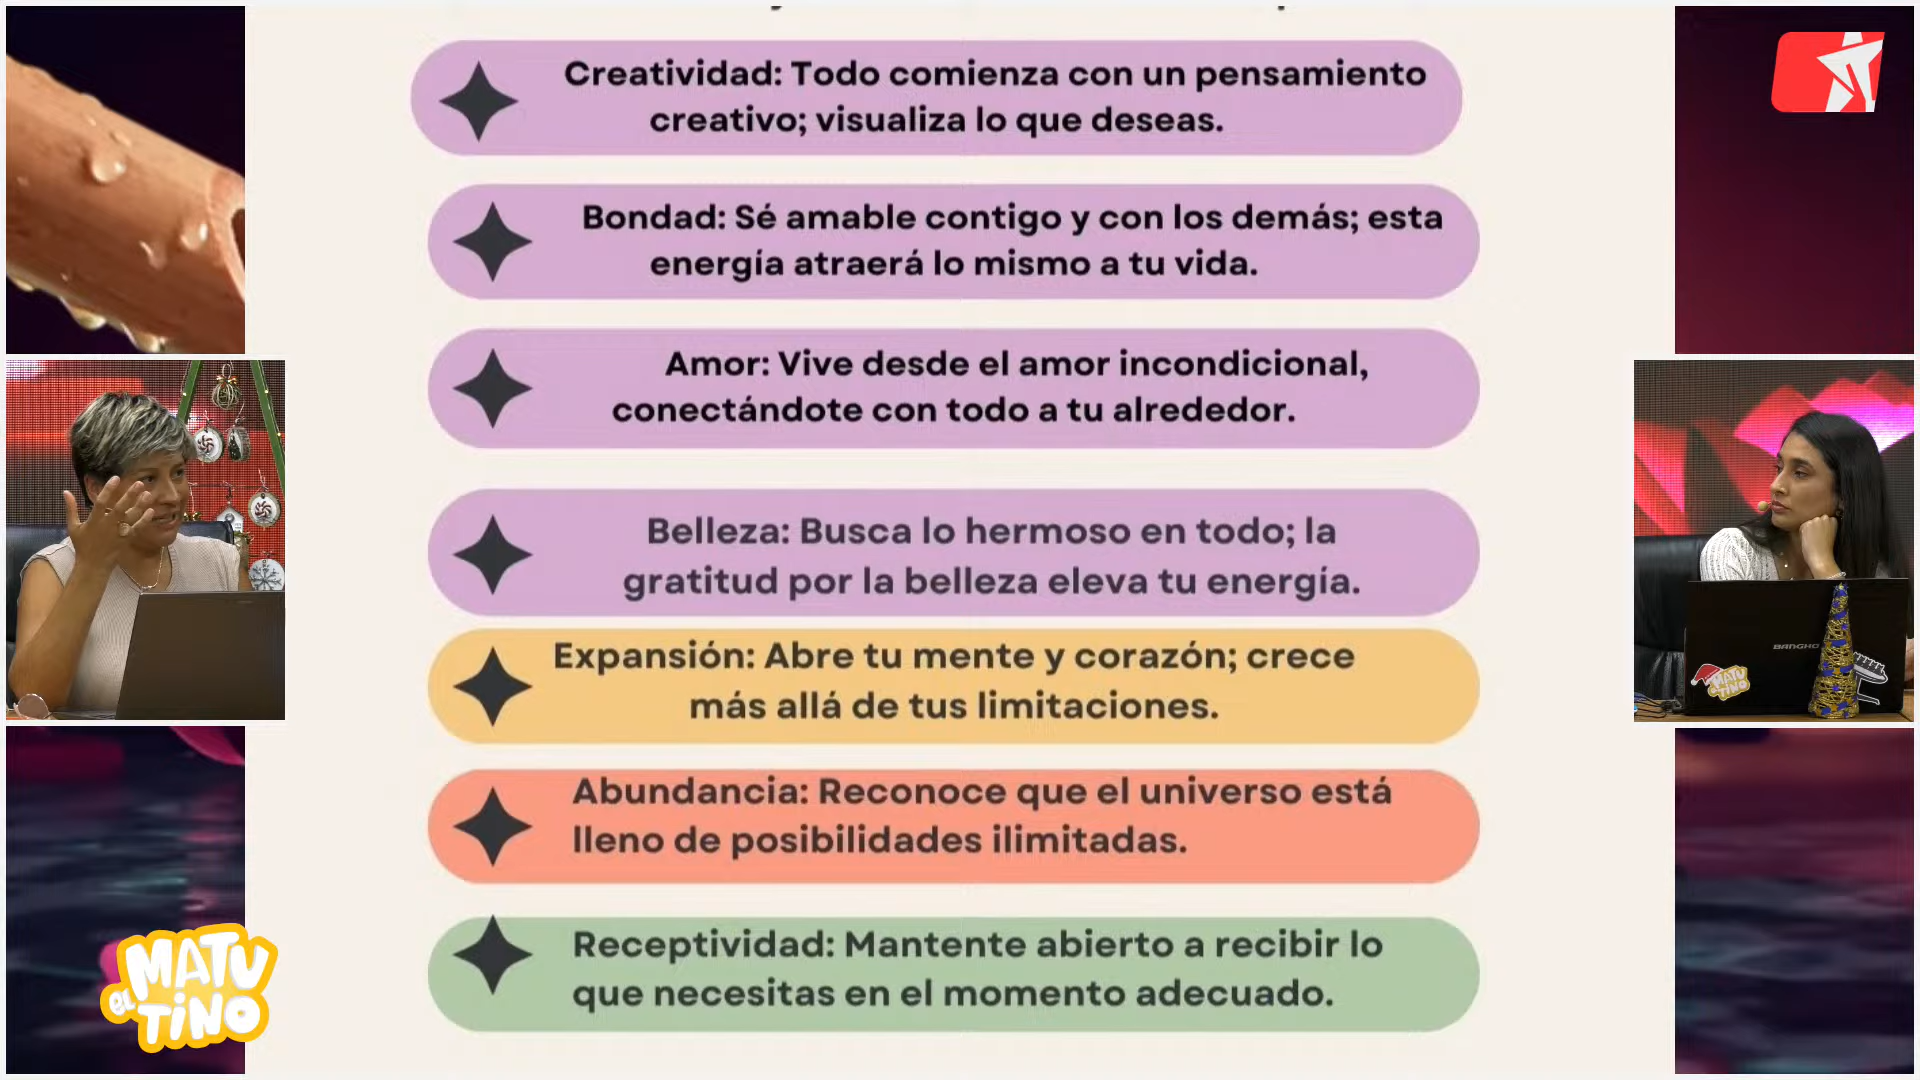 Creatividad: Todo comienza con un pensamiento
creativo; visualiza lo que deseas.
Bondad: Sé amable contigo y con los demás; esta
energía atraerá lo mismo a tu vida.
Amor: Vive desde el amor incondicional,
conectándote con todo a tu alrededor.
Belleza: Busca lo hermoso en todo; la
gratitud por la belleza eleva tu energía.
Expansión: Abre tu mente y corazón; crece
más allá de tus limitaciones.
Abundancia: Reconoce que el universo está
lleno de posibilidades ilimitadas.
Receptividad: Mantente abierto a recibir lo
que necesitas en el momento adecuado.
BANGHO
MATU
EL TINO
EL MATU
TINO